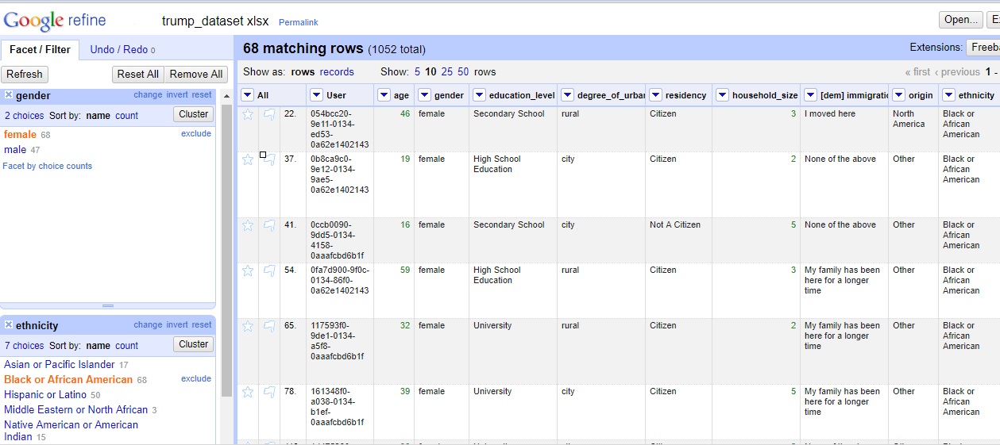 Google refine
trump_dataset xlsx Permalink
Open...
Facet / Filter
Undo / Redo 0
Refresh
Reset All
Remove All
gender
change invert reset
2 choices Sort by: name count
Cluster
female 68
exclude
male 47
Facet by choice counts
ethnicity
change invert reset
7 choices Sort by: name count
Cluster
Asian or Pacific Islander 17
Black or African American 68
exclude
Hispanic or Latino 50
Middle Eastern or North African 3
Native American or American
Indian 15
68 matching rows (1052 total)
Extensions:
Show as: rows records
Show: 5 10 25 50 rows
« first ‹ previous 1 -
All User age gender education_level degree_of_urba residency household_size [dem] immigrati origin ethnicity
22. 054bcc20- 46 female Secondary School rural Citizen 3 I moved here North Black or
9e11-0134- America African
ed53- American
0a62e1402143
37. 0b8ca9c0- 19 female High School city Citizen 2 None of the above Other Black or
9e12-0134- Education African
9ae5- American
0a62e1402143
41. 0ccb0090- 16 female Secondary School city Not A Citizen 5 None of the above Other Black or
9dd5-0134- African
4158- American
0aaafcbd6b1f
54. 0fa7d900-9f0c- 59 female High School rural Citizen 3 My family has been Other Black or
0134-86f0- Education here for a longer African
0a62e1402143 time American
65. 117593f0- 32 female University rural Citizen 2 My family has been Other Black or
9de1-0134- here for a longer African
a5f8- time American
0aaafcbd6b1f
78. 161348f0- 39 female University city Citizen 5 My family has been Other Black or
a038-0134- here for a longer African
b1ef- time American
0aaafcbd6b1f